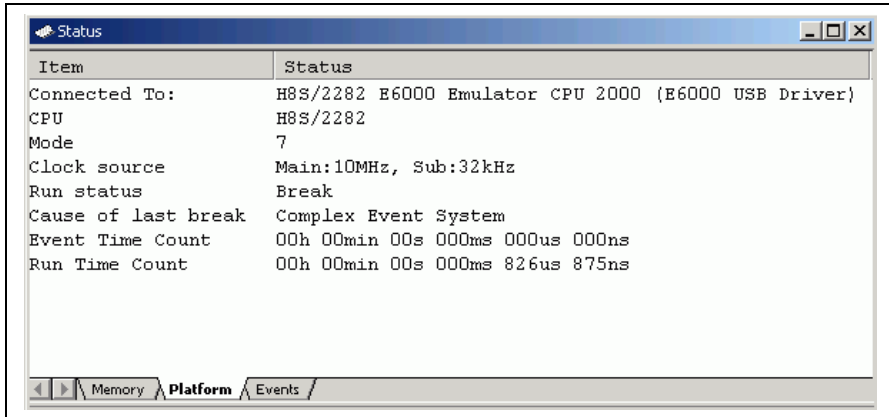 Status
Item Status
Connected To: H8S/2282 E6000 Emulator CPU 2000 (E6000 USB Driver)
CPU H8S/2282
Mode 7
Clock source Main:10MHz, Sub:32kHz
Run status Break
Cause of last break Complex Event System
Event Time Count 00h 00min 00s 000ms 000us 000ns
Run Time Count 00h 00min 00s 000ms 826us 875ns
Memory Platform Events